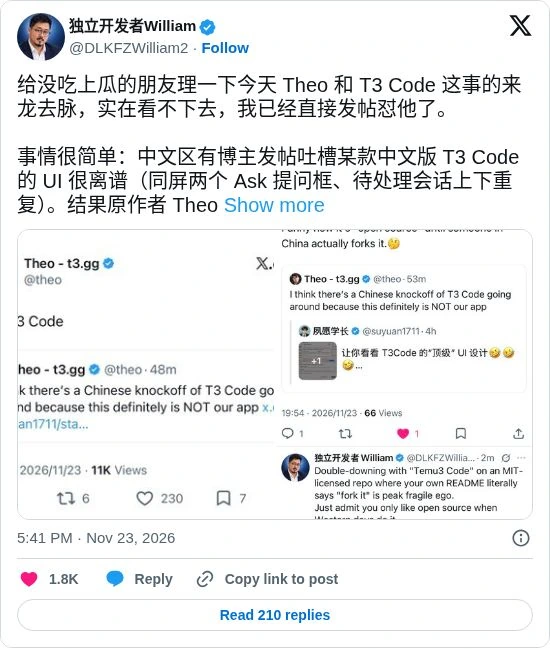 独立开发者William
@DLKFZWilliam2 · Follow
给没吃上瓜的朋友理一下今天 Theo 和 T3 Code 这事的来
龙去脉，实在看不下去，我已经直接发帖怼他了。
事情很简单：中文区有博主发帖吐槽某款中文版 T3 Code
的 UI 很离谱（同屏两个 Ask 提问框、待处理会话上下重
复）。结果原作者 Theo Show more
Theo - t3.gg
@theo
3 Code
heo - t3.gg @theo · 48m
k there's a Chinese knockoff of T3 Code go
nd because this definitely is NOT our app x.
an1711/sta...
2026/11/23 · 11K Views
6 230 7
China actually forks it.🤔
Theo - t3.gg @theo · 53m
I think there's a Chinese knockoff of T3 Code going
around because this definitely is NOT our app
夙愿学长 @suyuan1711 · 4h
+1
让你看看 T3Code 的“顶级” UI 设计🤣🤣
🤣...
19:54 · 2026/11/23 · 66 Views
1 1
独立开发者William @DLKFZWillia... · 2m
Double-downing with "Temu3 Code" on an MIT-
licensed repo where your own README literally
says "fork it" is peak fragile ego.
Just admit you only like open source when
5:41 PM · Nov 23, 2026
1.8K Reply Copy link to post
Read 210 replies